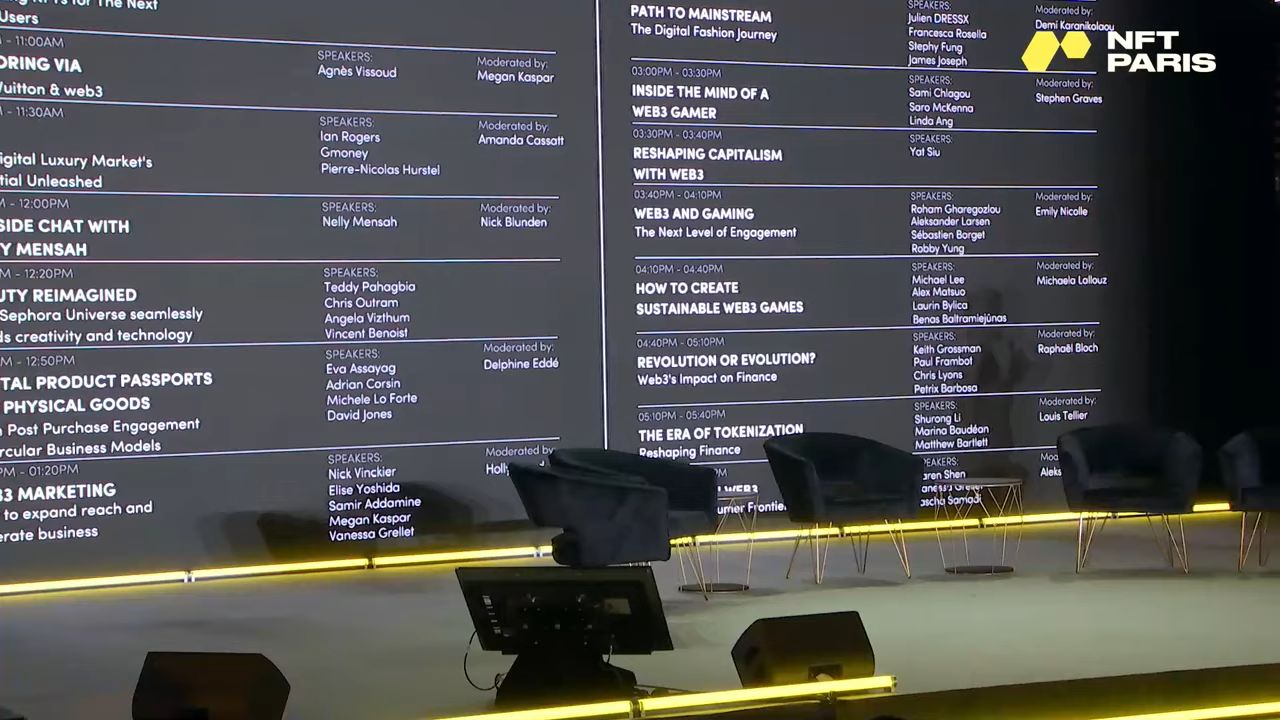 Users
- 11:00AM
Megan Kaspar
SPEAKERS:
Agnès Vissoud
Moderated by:
& web3
11:30AM
SPEAKERS:
Ian Rogers
Gmoney
Pierre-Nicolas Hurstel
Moderated by:
Amanda Cassatt
Luxury Market's
Unleashed
- 12:00PM
CHAT WITH
MENSAH
SPEAKERS:
Nelly Mensah
Moderated by:
Nick Blunden
- 12:20PM
REIMAGINED
Sephora Universe seamlessly
creativity and technology
SPEAKERS:
Teddy Pahagbia
Chris Outram
Angela Vizthum
Vincent Benoist
- 12:50PM
PRODUCT PASSPORTS
PHYSICAL GOODS
Post Purchase Engagement
Business Models
SPEAKERS:
Eva Assayag
Adrian Corsin
Michele Lo Forte
David Jones
Moderated by:
Delphine Eddé
- 01:20PM
MARKETING
to expand reach and
business
SPEAKERS:
Nick Vinckier
Elise Yoshida
Samir Addamine
Megan Kaspar
Vanessa Grellet
Moderated by:
PATH TO MAINSTREAM
The Digital Fashion Journey
SPEAKERS:
Julien DRESSX
Francesca Rosella
Stephy Fung
James Joseph
Moderated by:
Demi Karanikolaou
NFT
PARIS
03:00PM - 03:30PM
INSIDE THE MIND OF A
WEB3 GAMER
SPEAKERS:
Sami Chlagou
Saro McKenna
Linda Ang
Moderated by:
Stephen Graves
03:30PM - 03:40PM
RESHAPING CAPITALISM
WITH WEB3
SPEAKERS:
Yat Siu
03:40PM - 04:10PM
WEB3 AND GAMING
The Next Level of Engagement
SPEAKERS:
Roham Gharegozlou
Aleksander Larsen
Sébastien Borget
Robby Yung
Moderated by:
Emily Nicolle
04:10PM - 04:40PM
HOW TO CREATE
SUSTAINABLE WEB3 GAMES
SPEAKERS:
Michael Lee
Alex Matsuo
Laurin Bylica
Benas Baltramiejūnas
Moderated by:
Michaela Lallouz
04:40PM - 05:10PM
REVOLUTION OR EVOLUTION?
Web3's Impact on Finance
SPEAKERS:
Keith Grossman
Paul Frambot
Chris Lyons
Petrix Barbosa
Moderated by:
Raphaël Bloch
05:10PM - 05:40PM
THE ERA OF TOKENIZATION
Reshaping Finance
SPEAKERS:
Shurong Li
Marina Baudéan
Matthew Bartlett
Moderated by:
Louis Tellier